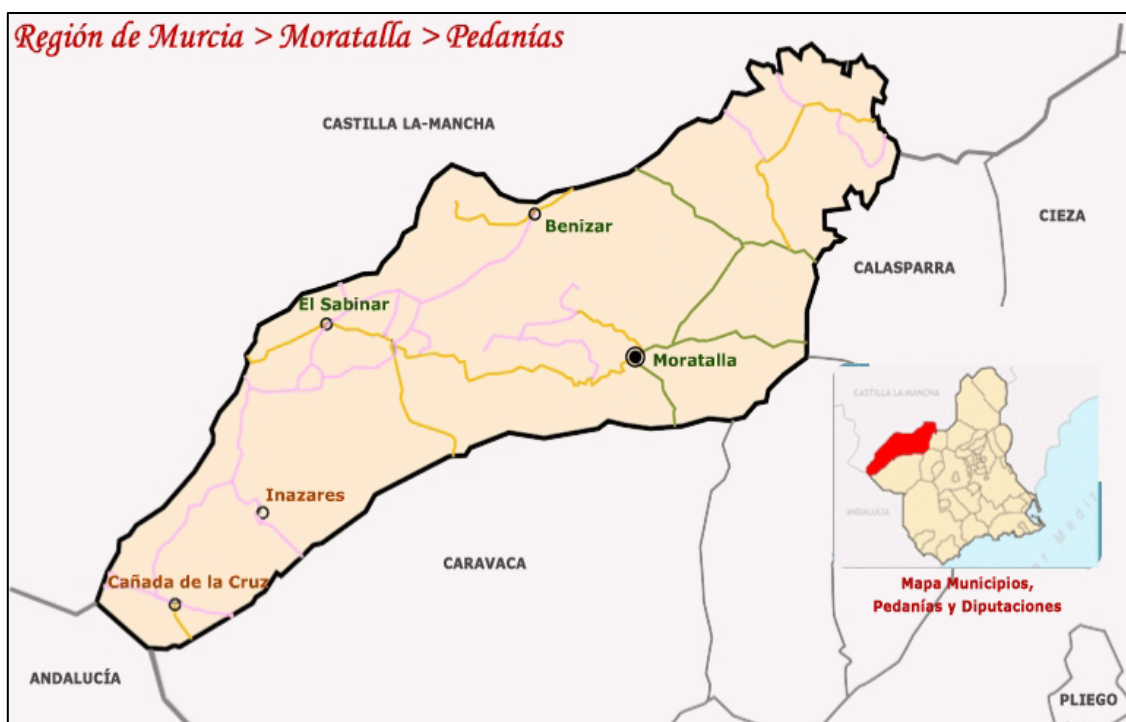 Región de Murcia > Moratalla > Pedanías
CASTILLA LA-MANCHA
CIEZA
Benizar
CALASPARRA
El Sabinar
Moratalla
CASTILLA LA MANCHA
Inazares
ANDALUCIA
CARAVACA
Cañada de la Cruz
Mapa Municipios,
Pedanías y Diputaciones
ANDALUCÍA
PLIEGO